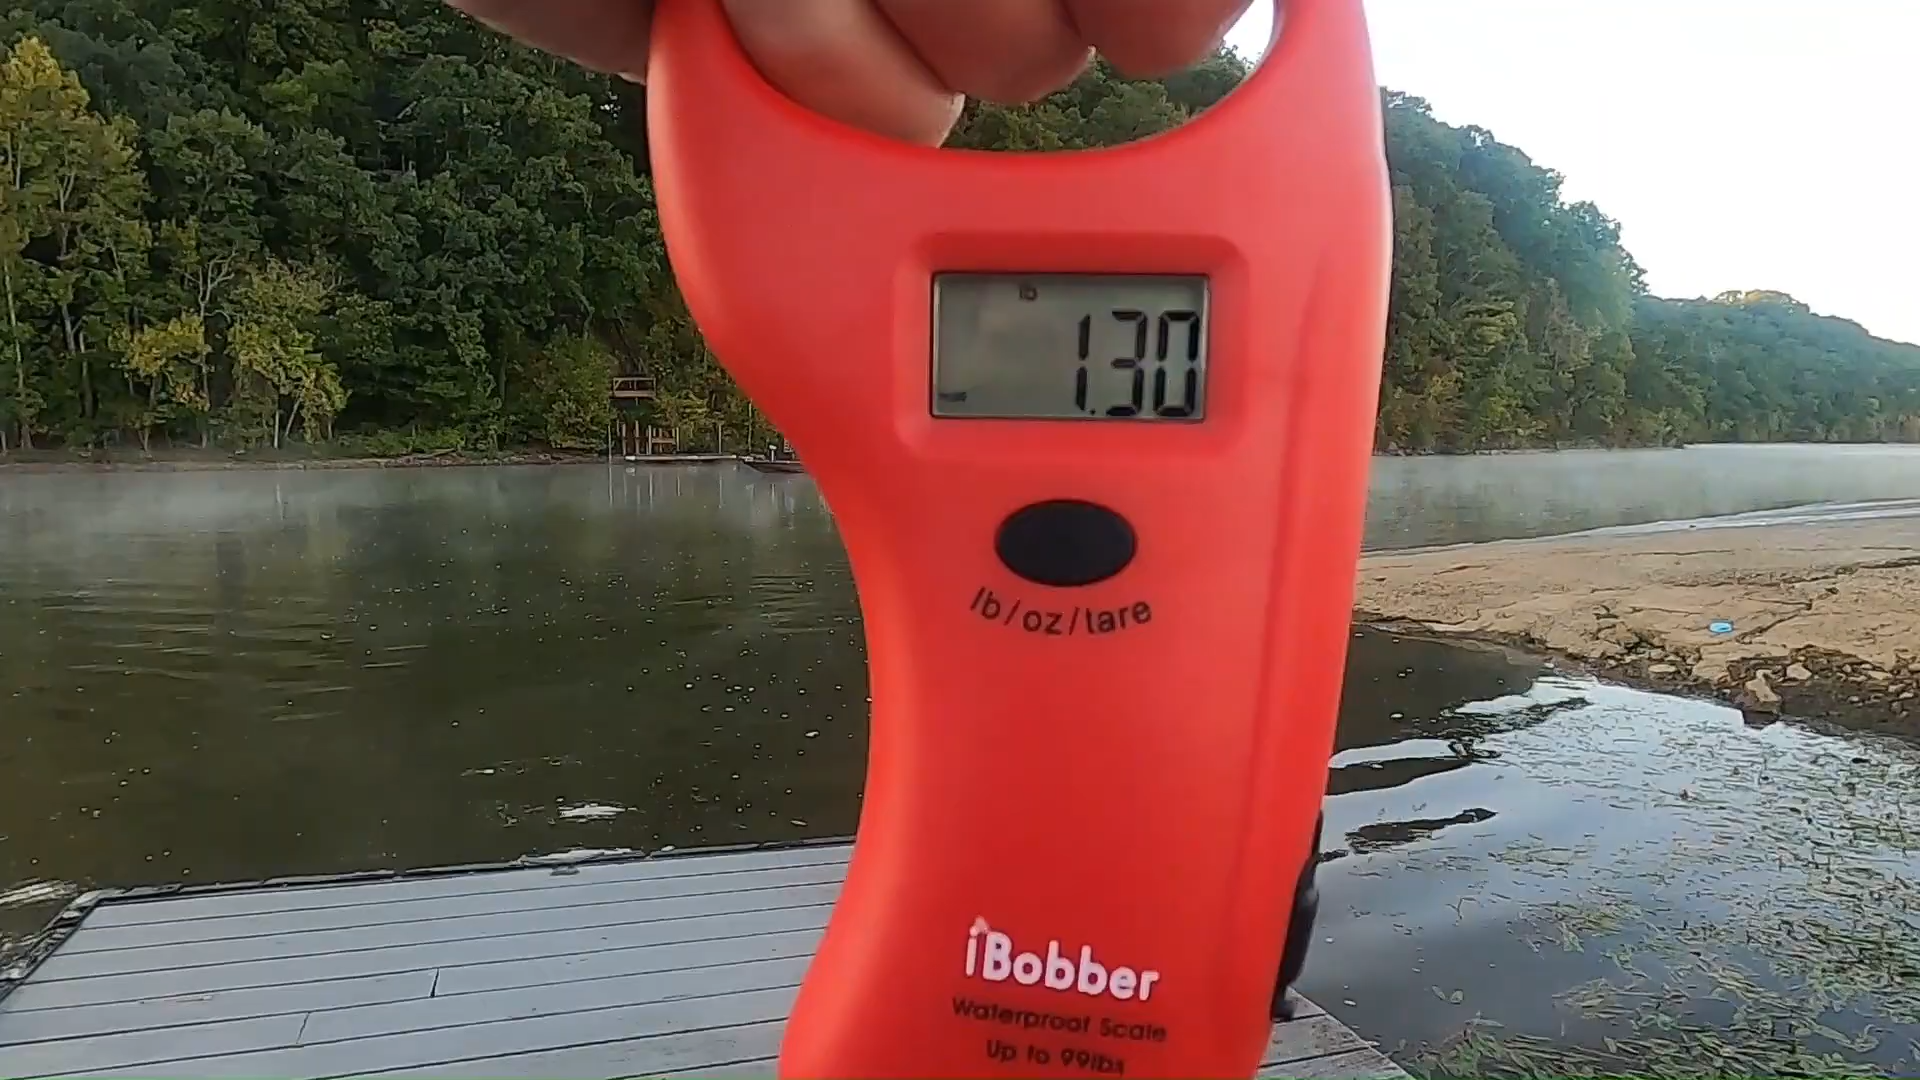 lb
1.30
lb/oz/tare
iBobber
Waterproof Scale
Up to 99lbs